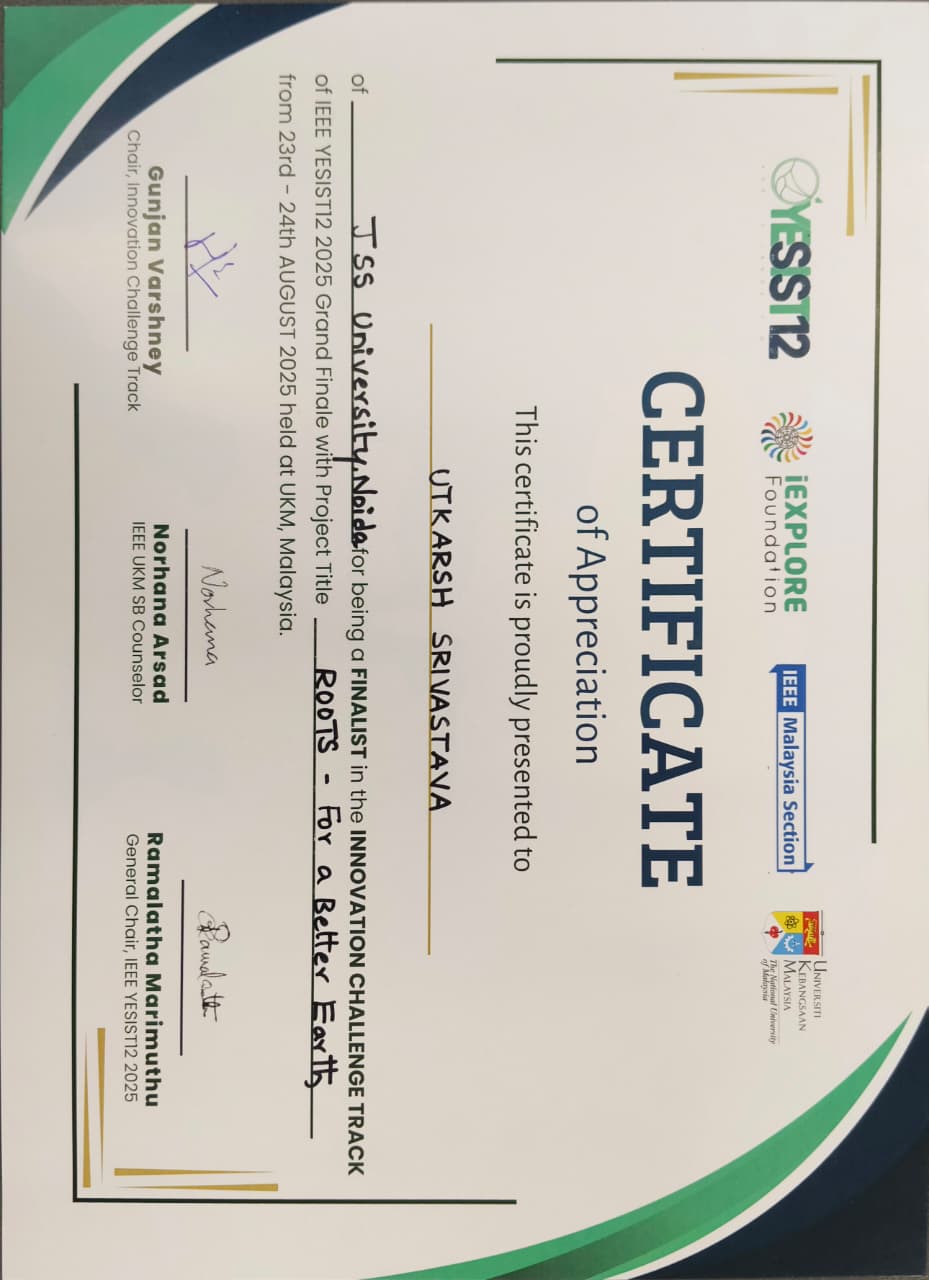 YESIST12
iEXPLORE
Foundation
IEEE Malaysia Section
UNIVERSITI
KEBANGSAAN
MALAYSIA
The National University
of Malaysia
CERTIFICATE
of Appreciation
This certificate is proudly presented to
UTKARSH SRIVASTAVA
of JSS University, Noida for being a FINALIST in the INNOVATION CHALLENGE TRACK
of IEEE YESIST12 2025 Grand Finale with Project Title ROOTS - For a Better Earth
from 23rd - 24th AUGUST 2025 held at UKM, Malaysia.
Norhana
Ramalatha
Gunjan Varshney
Chair, Innovation Challenge Track
Norhana Arsad
IEEE UKM SB Counselor
Ramalatha Marimuthu
General Chair, IEEE YESIST12 2025